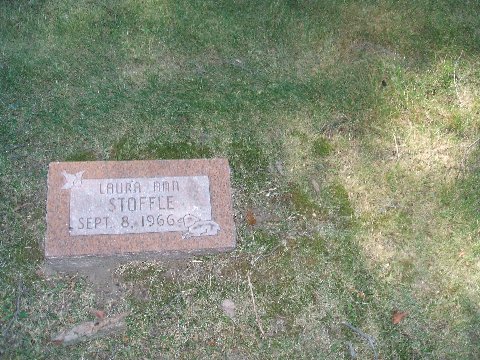 LAURA ANN
STOFFLE
SEPT. 8, 1966